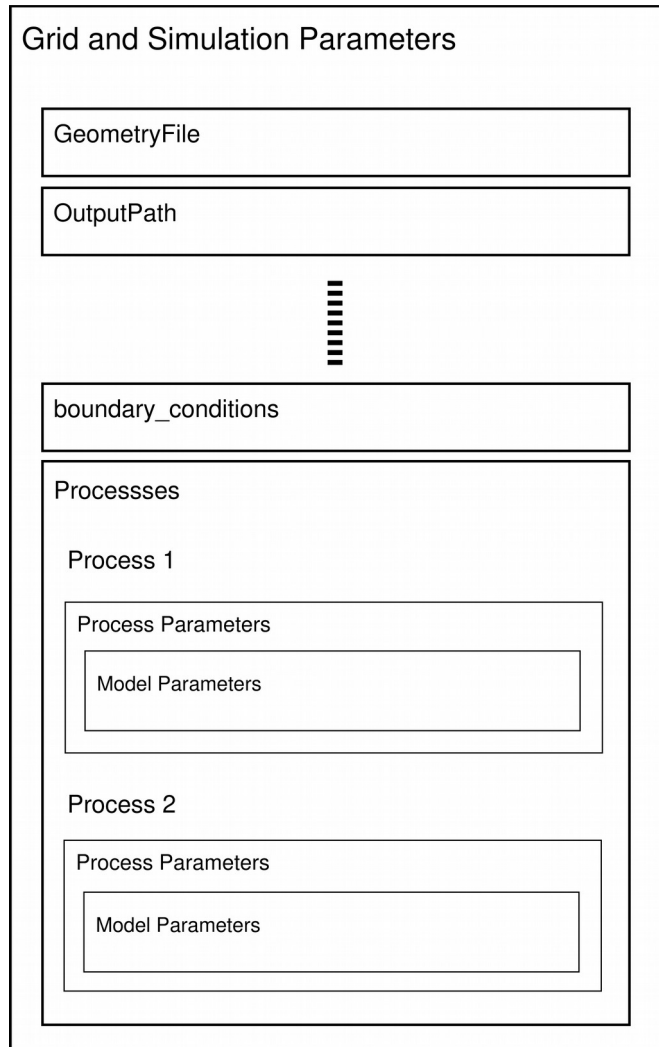 Grid and Simulation Parameters
GeometryFile
OutputPath
boundary_conditions
Processses
Process 1
Process Parameters
Model Parameters
Process 2
Process Parameters
Model Parameters